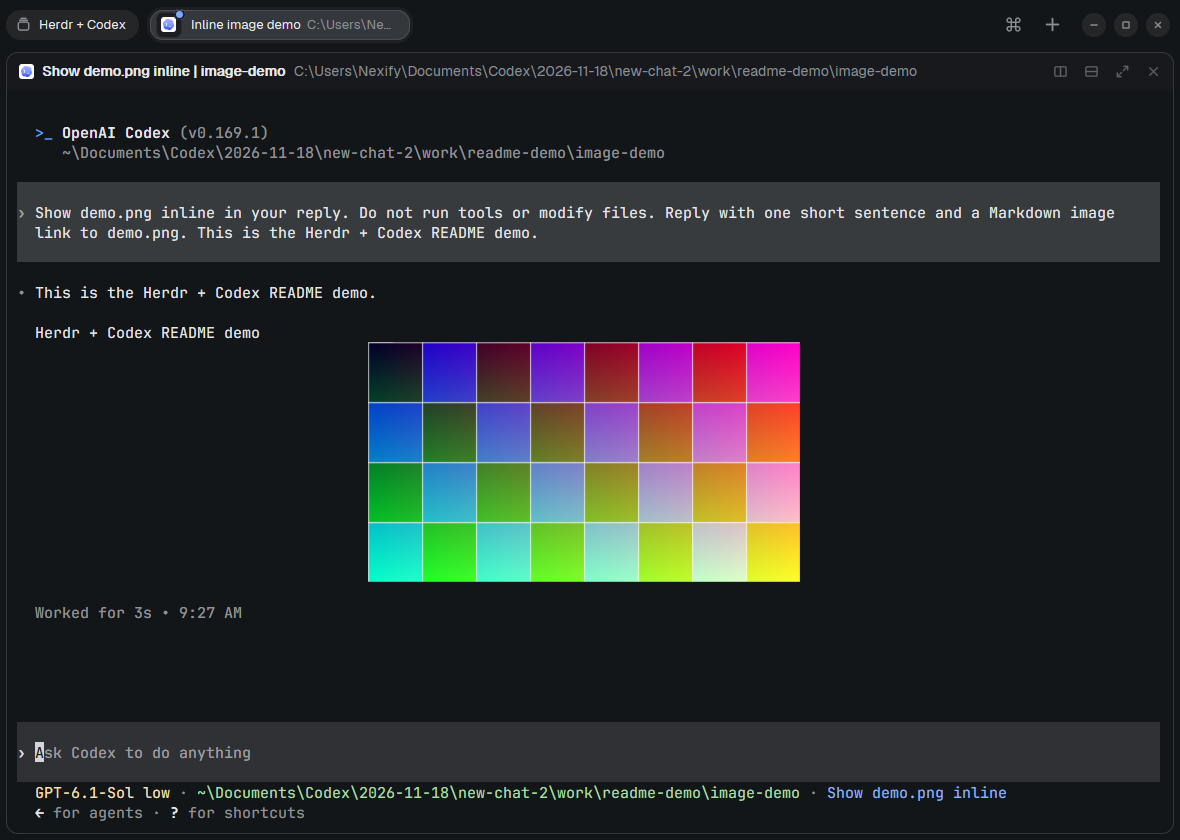 Herdr + Codex
Inline image demo C:\Users\Ne...
Show demo.png inline | image-demo C:\Users\Nexify\Documents\Codex\2026-11-18\new-chat-2\work\readme-demo\image-demo
>_ OpenAI Codex (v0.169.1)
~\Documents\Codex\2026-11-18\new-chat-2\work\readme-demo\image-demo
› Show demo.png inline in your reply. Do not run tools or modify files. Reply with one short sentence and a Markdown image
link to demo.png. This is the Herdr + Codex README demo.
• This is the Herdr + Codex README demo.
Herdr + Codex README demo
Worked for 3s • 9:27 AM
› Ask Codex to do anything
GPT-6.1-Sol low · ~\Documents\Codex\2026-11-18\new-chat-2\work\readme-demo\image-demo · Show demo.png inline
← for agents · ? for shortcuts